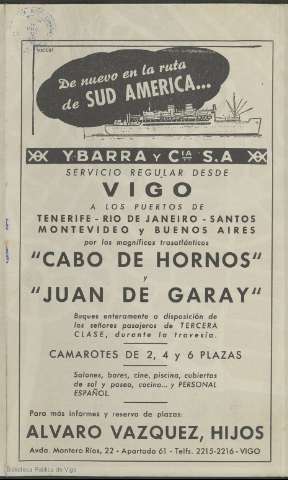 De nuevo en la ruta
de SUD AMERICA...
YBARRA Y CIA S.A
SERVICIO REGULAR DESDE
VIGO
A LOS PUERTOS DE
TENERIFE - RIO DE JANEIRO - SANTOS
MONTEVIDEO y BUENOS AIRES
por los magníficos trasatlánticos
"CABO DE HORNOS"
y
"JUAN DE GARAY"
Buques enteramente a disposición de
los señores pasajeros de TERCERA
CLASE, durante la travesía.
CAMAROTES DE 2, 4 y 6 PLAZAS
Salones, bares, cine, piscina, cubiertas
de sol y paseo, cocina... y PERSONAL
ESPAÑOL.
Para más informes y reserva de plazas:
ALVARO VAZQUEZ, HIJOS
Avda. Montero Ríos, 22 - Apartado 61 - Telfs. 2215-2216 - VIGO
Biblioteca Pública de Vigo